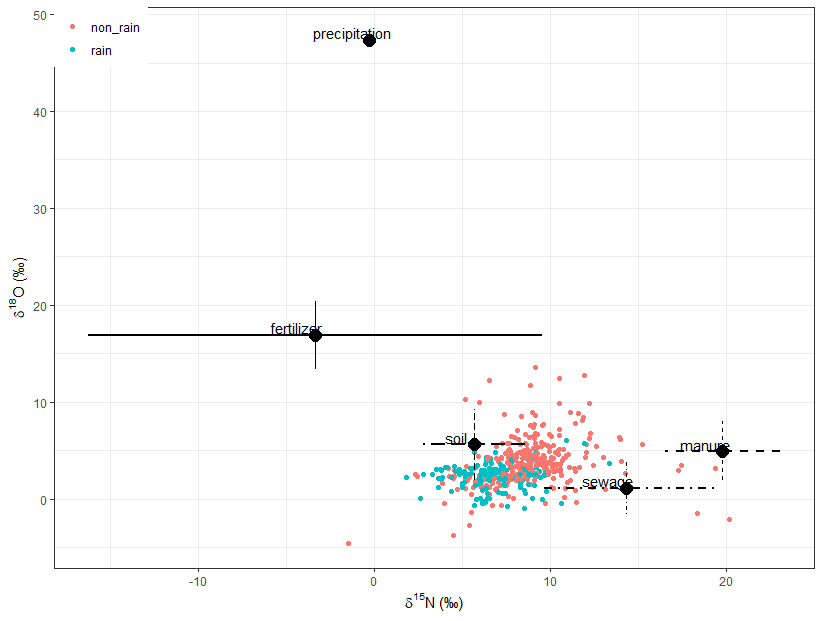 50
non_rain
precipitation
rain
40
30
δ¹⁸O (‰)
20
fertilizer
10
soil
manure
sewage
0
-10
0
10
20
δ¹⁵N (‰)